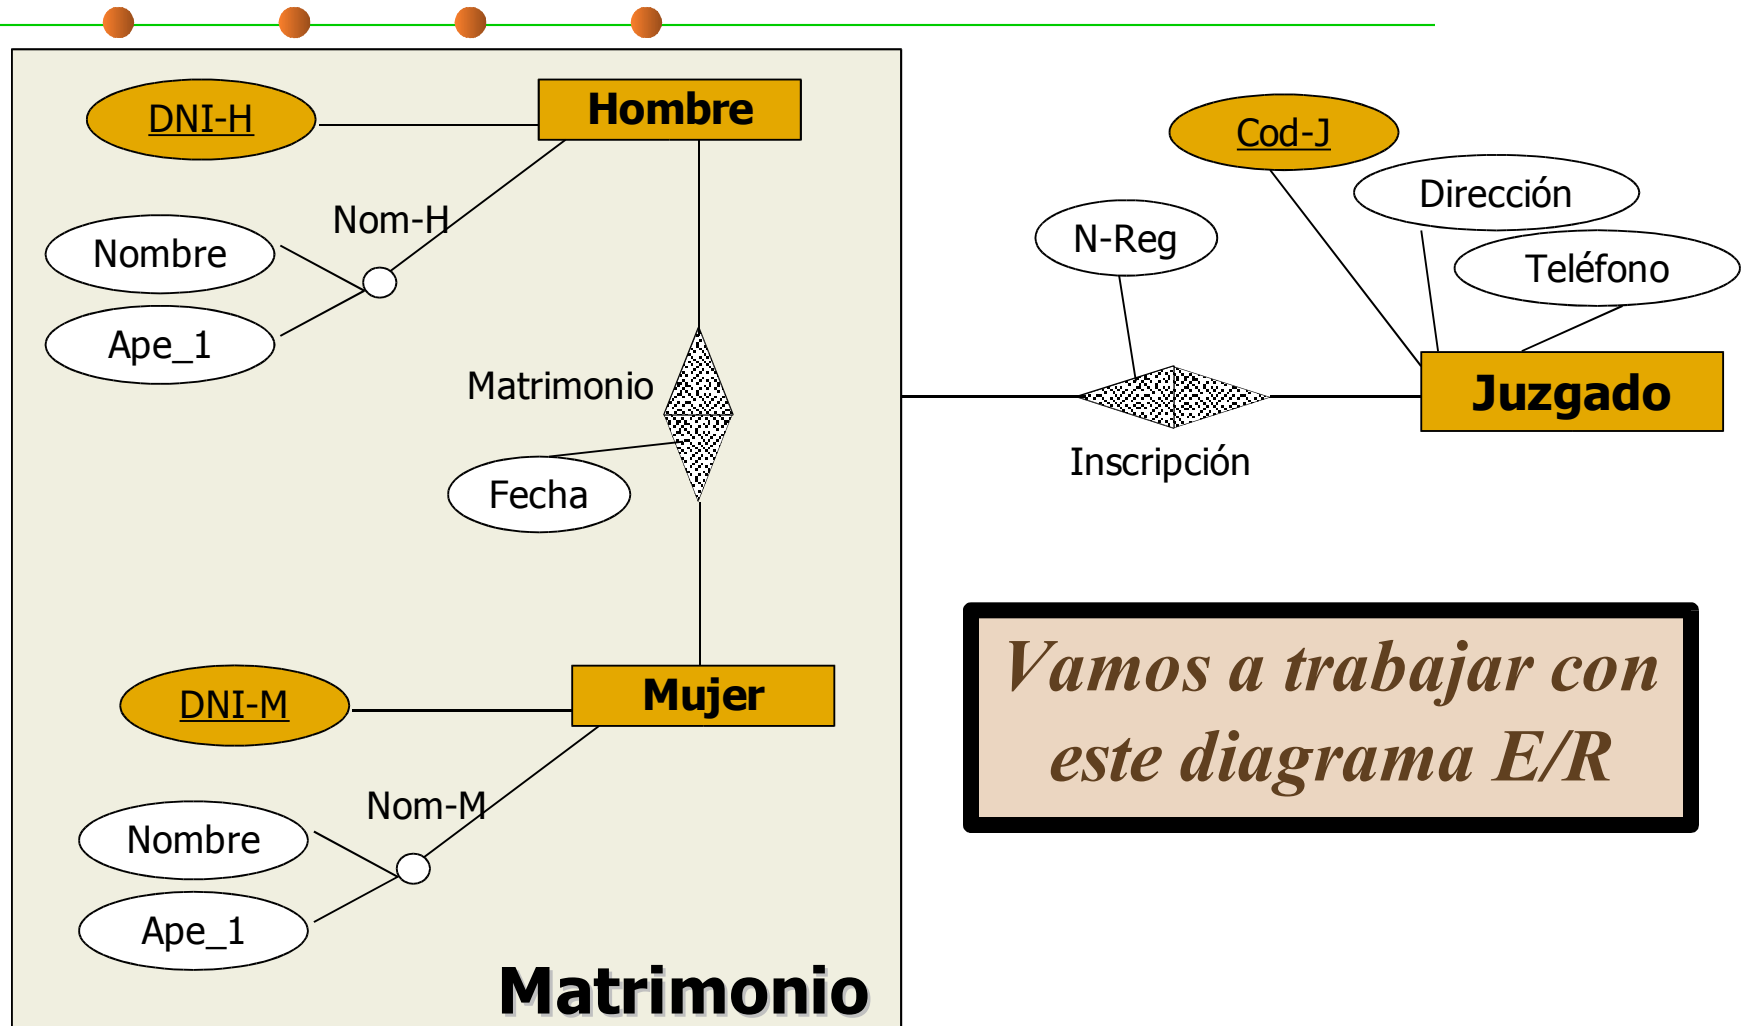 DNI-H
Hombre
Nom-H
Nombre
Ape_1
Matrimonio
Fecha
DNI-M
Mujer
Nom-M
Nombre
Ape_1
Matrimonio
Cod-J
Dirección
N-Reg
Teléfono
Juzgado
Inscripción
Vamos a trabajar con
este diagrama E/R